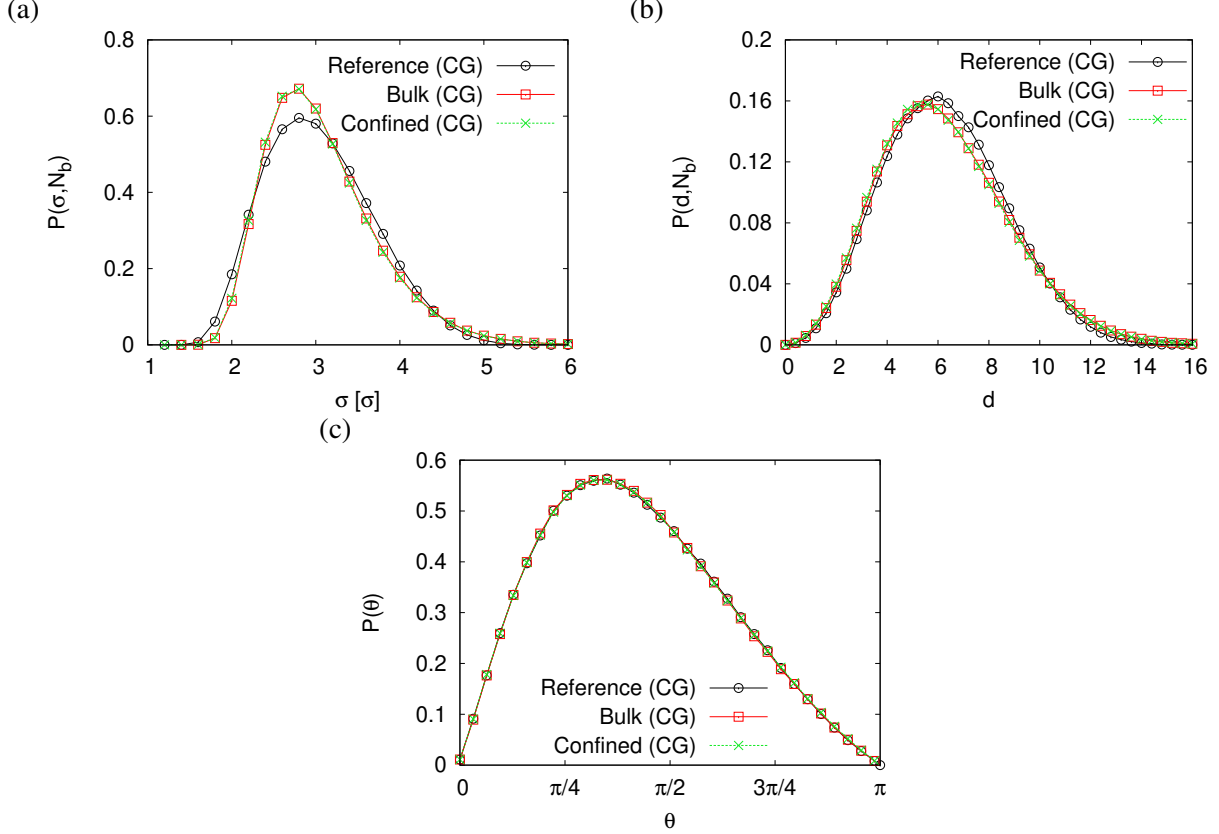 (a)
P(σ,N_b)
0.8
0.6
0.4
0.2
0
1 2 3 4 5 6
σ [σ]
Reference (CG)
Bulk (CG)
Confined (CG)
(b)
P(d,N_b)
0.2
0.16
0.12
0.08
0.04
0
0 2 4 6 8 10 12 14 16
d
Reference (CG)
Bulk (CG)
Confined (CG)
(c)
P(θ)
0.6
0.5
0.4
0.3
0.2
0.1
0
0 π/4 π/2 3π/4 π
θ
Reference (CG)
Bulk (CG)
Confined (CG)